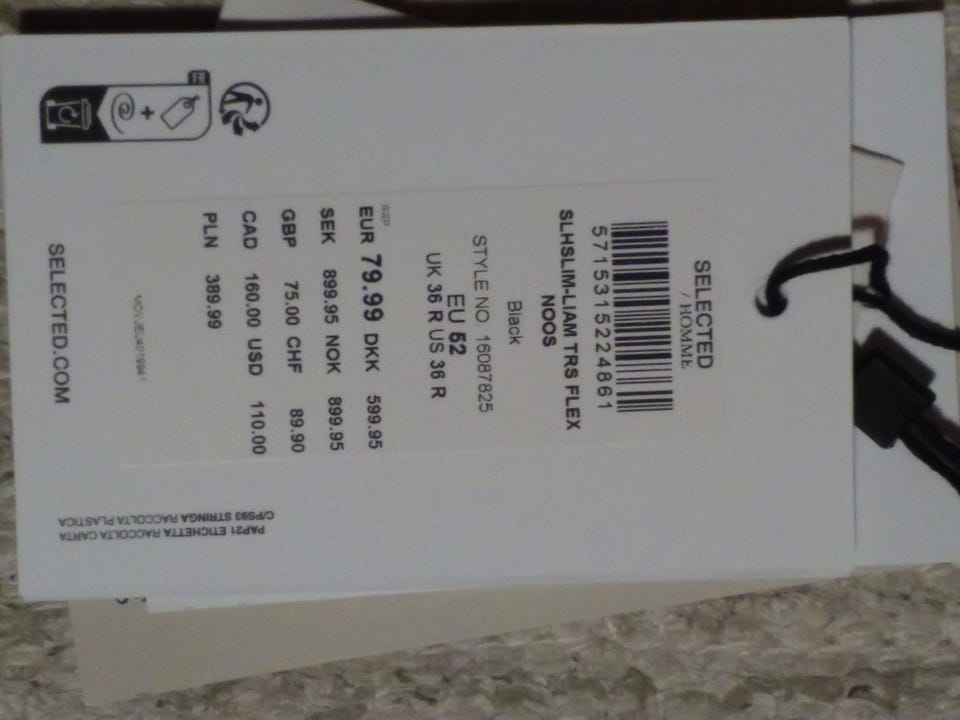 SELECTED
/ HOMME
5715315224861
SLHSLIM-LIAM TRS FLEX
NOOS
Black
STYLE NO. 16087825
EU 52
UK 36 R US 36 R
RRP
EUR 79.99 DKK 599.95
SEK 899.95 NOK 899.95
GBP 75.00 CHF 89.90
CAD 160.00 USD 110.00
PLN 389.99
SELECTED.COM
FR
PAP21 ETICHETTA RACCOLTA CARTA
C/PS93 STRINGA RACCOLTA PLASTICA